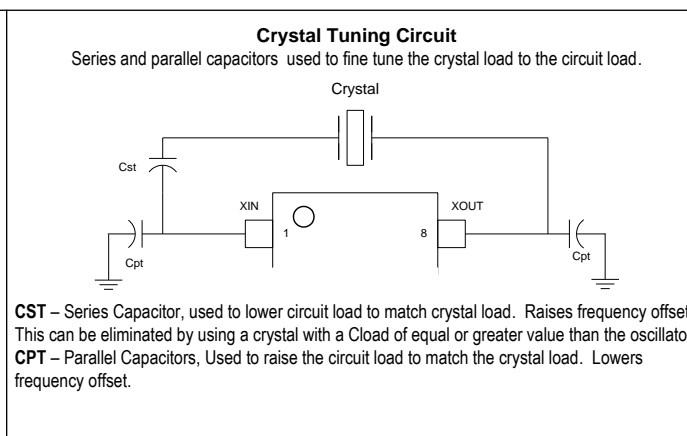 Crystal Tuning Circuit
Series and parallel capacitors used to fine tune the crystal load to the circuit load.
Crystal
Cst
XIN
XOUT
1
8
Cpt
Cpt
CST – Series Capacitor, used to lower circuit load to match crystal load. Raises frequency offset
This can be eliminated by using a crystal with a Cload of equal or greater value than the oscillato
CPT – Parallel Capacitors, Used to raise the circuit load to match the crystal load. Lowers
frequency offset.